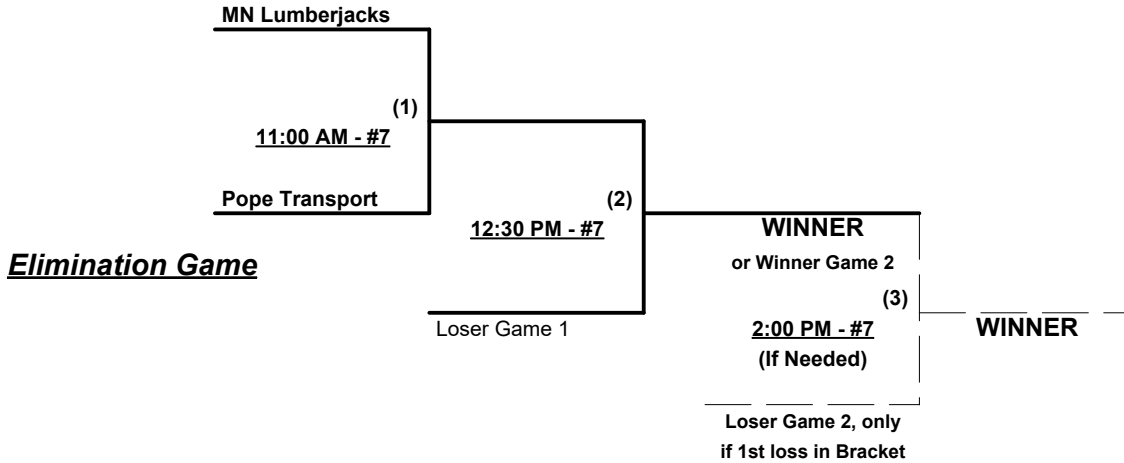 MN Lumberjacks
(1)
11:00 AM - #7
Pope Transport
(2)
12:30 PM - #7
WINNER
Elimination Game
or Winner Game 2
(3)
Loser Game 1
2:00 PM - #7
WINNER
(If Needed)
Loser Game 2, only
if 1st loss in Bracket